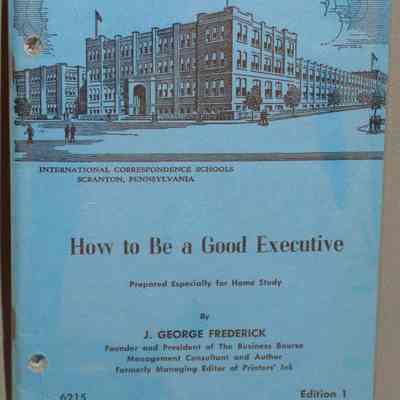 INTERNATIONAL CORRESPONDENCE SCHOOLS
SCRANTON, PENNSYLVANIA
How to Be a Good Executive
Prepared Especially for Home Study
By
J. GEORGE FREDERICK
Founder and President of The Business Bourse
Management Consultant and Author
Formerly Managing Editor of Printers' Ink
6215
Edition 1